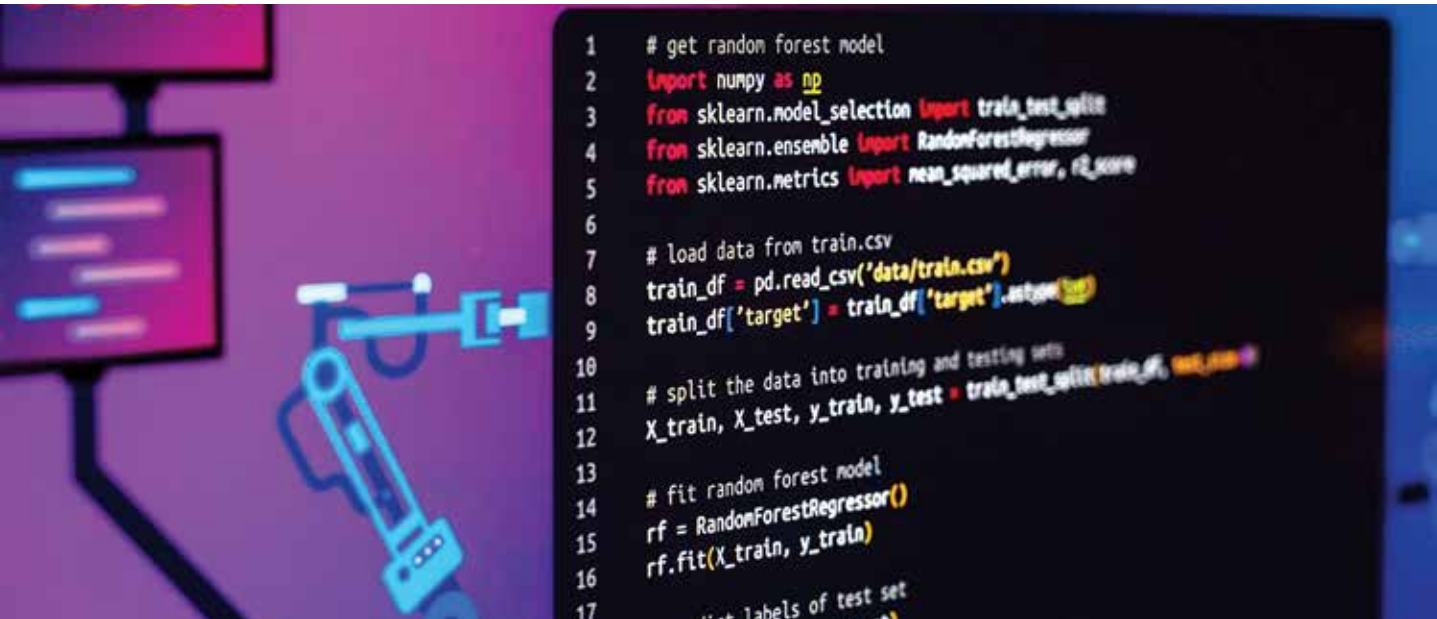 1 # get random forest model
2 import numpy as np
3 from sklearn.model_selection import train_test_split
4 from sklearn.ensemble import RandomForestRegressor
5 from sklearn.metrics import mean_squared_error, r2_score
6
7 # load data from train.csv
8 train_df = pd.read_csv('data/train.csv')
9 train_df['target'] = train_df['target'].astype(int)
10
11 # split the data into training and testing sets
12 X_train, X_test, y_train, y_test = train_test_split(train_df,
13
14 # fit random forest model
15 rf = RandomForestRegressor()
16 rf.fit(X_train, y_train)
17 labels of test set